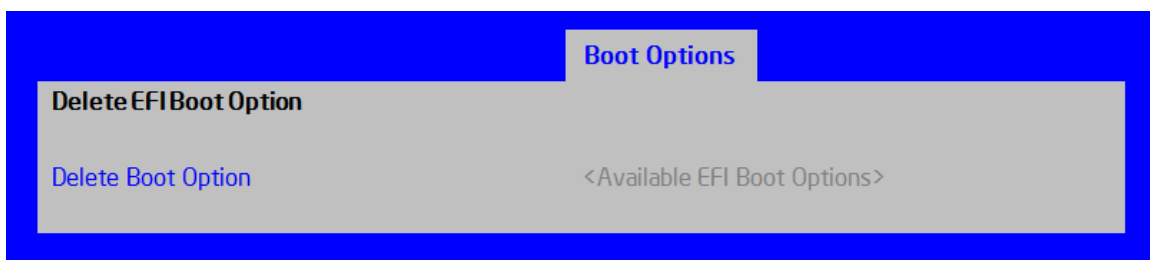 Boot Options
Delete EFI Boot Option
Delete Boot Option <Available EFI Boot Options>